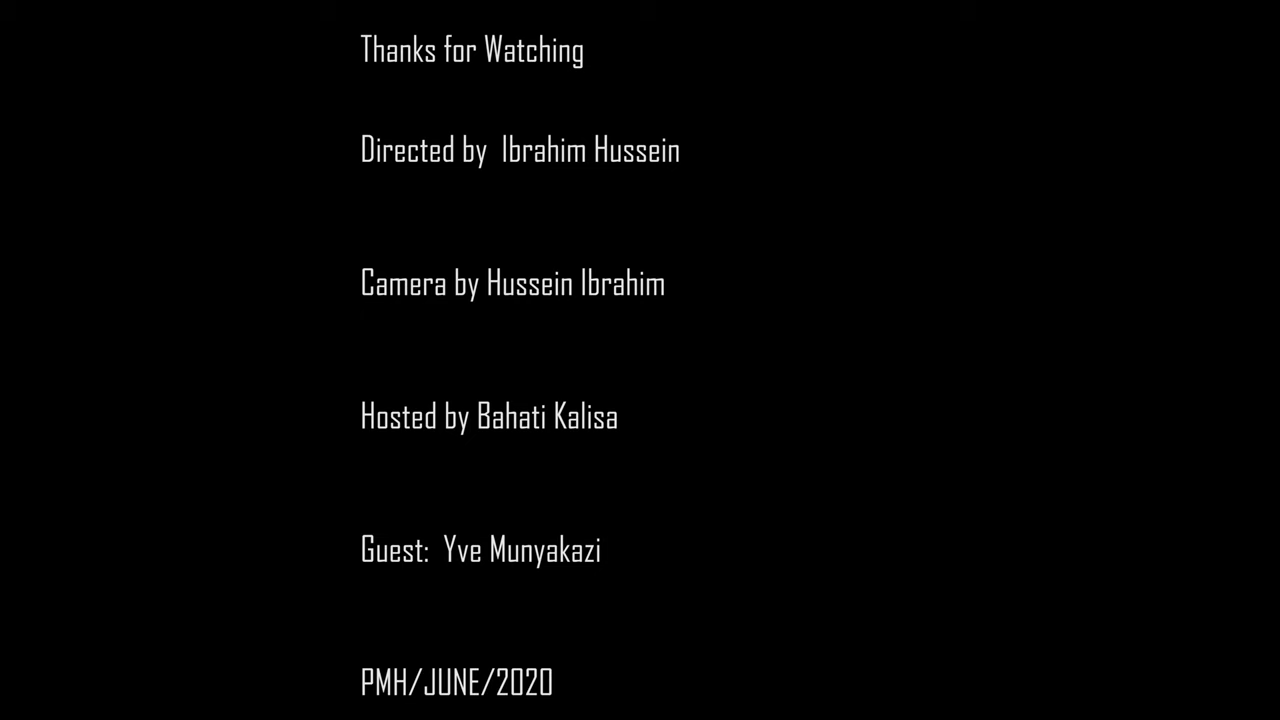 Thanks for Watching
Directed by  Ibrahim Hussein
Camera by Hussein Ibrahim
Hosted by Bahati Kalisa
Guest:  Yve Munyakazi
PMH/JUNE/2020